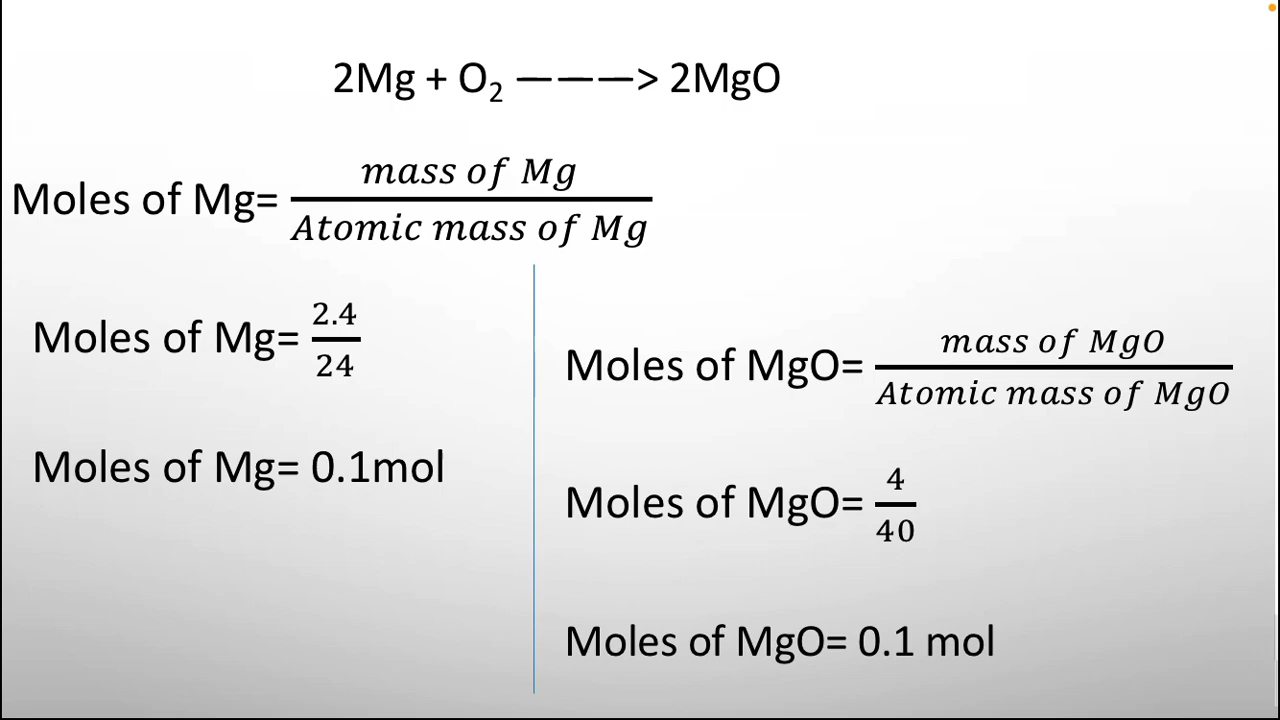 2Mg + O₂ ———> 2MgO
Moles of Mg= mass of Mg / Atomic mass of Mg
Moles of Mg= 2.4 / 24
Moles of Mg= 0.1mol
Moles of MgO= mass of MgO / Atomic mass of MgO
Moles of MgO= 4 / 40
Moles of MgO= 0.1 mol